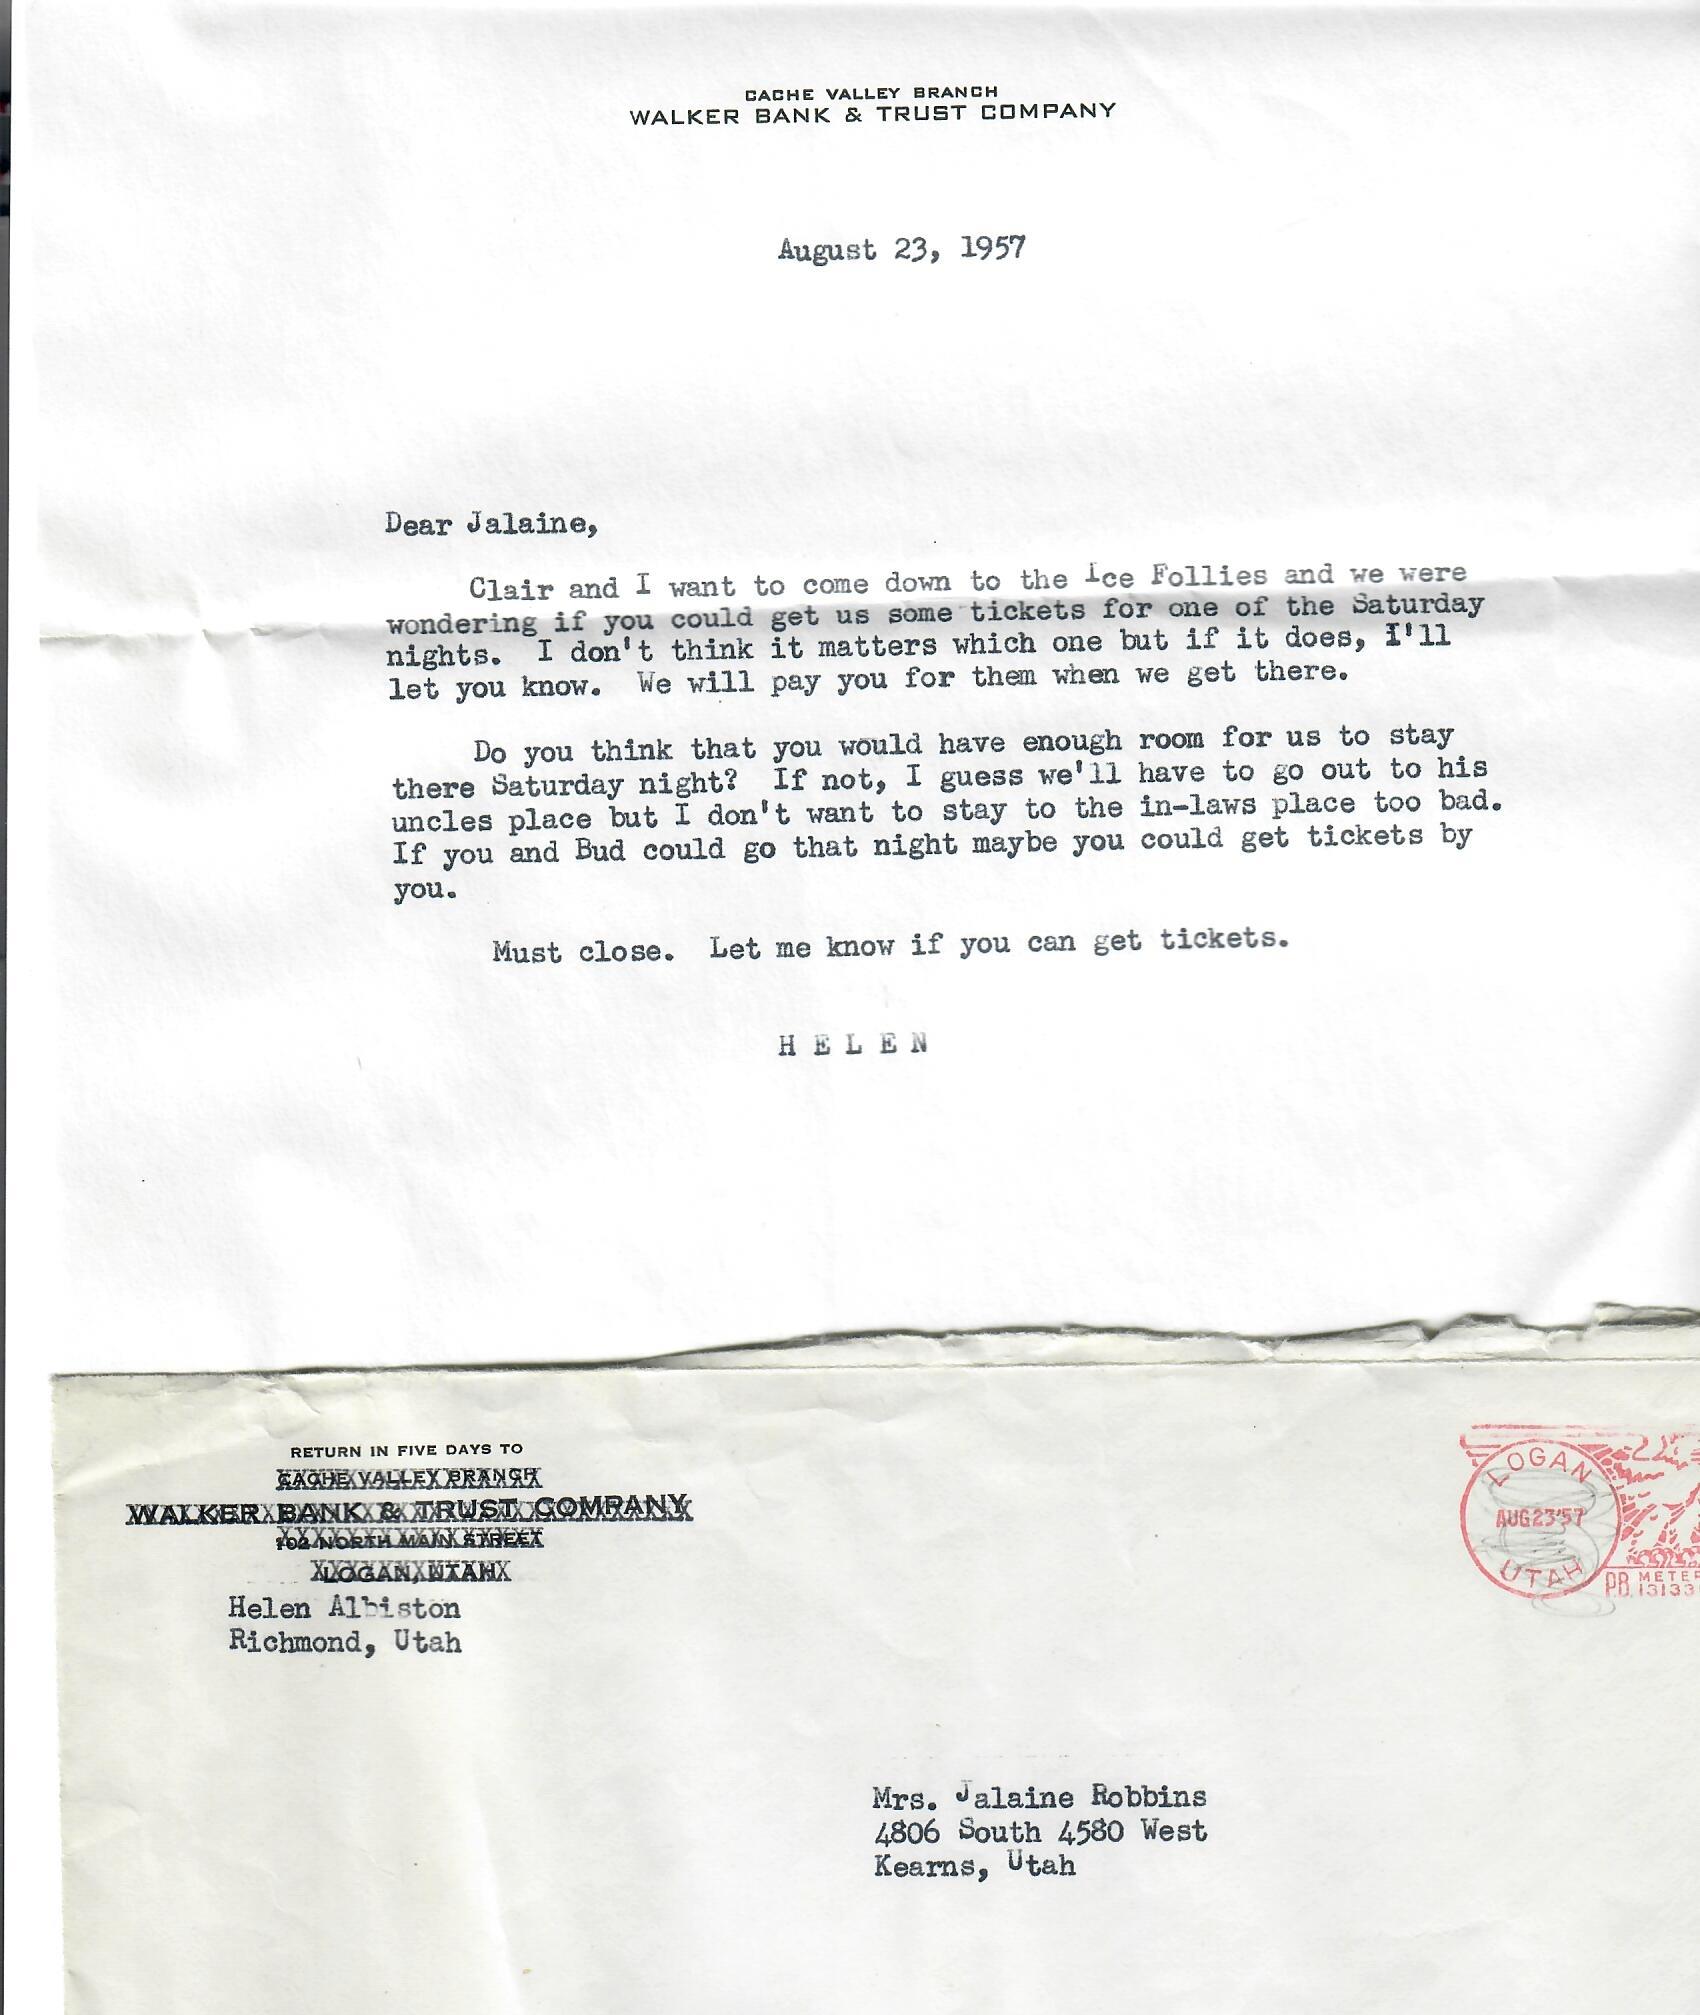 CACHE VALLEY BRANCH
WALKER BANK & TRUST COMPANY
August 23, 1957
Dear Jalaine,
Clair and I want to come down to the Ice Follies and we were
wondering if you could get us some tickets for one of the Saturday
nights. I don't think it matters which one but if it does, I'll
let you know. We will pay you for them when we get there.
Do you think that you would have enough room for us to stay
there Saturday night? If not, I guess we'll have to go out to his
uncles place but I don't want to stay to the in-laws place too bad.
If you and Bud could go that night maybe you could get tickets by
you.
Must close. Let me know if you can get tickets.
H E L E N
RETURN IN FIVE DAYS TO
CACHE VALLEY BRANCH
WALKER BANK & TRUST COMPANY
102 NORTH MAIN STREET
LOGAN, UTAH
Helen Albiston
Richmond, Utah
LOGAN
AUG 23 '57
UTAH
P.B. METER
13133
Mrs. Jalaine Robbins
4806 South 4580 West
Kearns, Utah